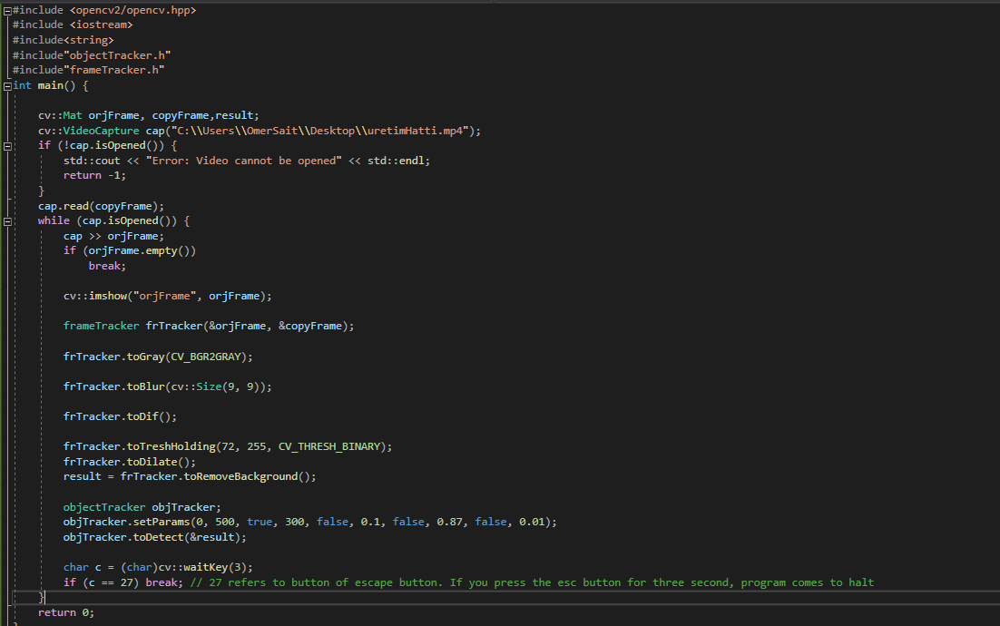 #include <opencv2/opencv.hpp>
#include <iostream>
#include<string>
#include"objectTracker.h"
#include"frameTracker.h"
int main() {
cv::Mat orjFrame, copyFrame,result;
cv::VideoCapture cap("C:\\Users\\OmerSait\\Desktop\\uretimHatti.mp4");
if (!cap.isOpened()) {
std::cout << "Error: Video cannot be opened" << std::endl;
return -1;
}
cap.read(copyFrame);
while (cap.isOpened()) {
cap >> orjFrame;
if (orjFrame.empty())
break;
cv::imshow("orjFrame", orjFrame);
frameTracker frTracker(&orjFrame, &copyFrame);
frTracker.toGray(CV_BGR2GRAY);
frTracker.toBlur(cv::Size(9, 9));
frTracker.toDif();
frTracker.toTreshHolding(72, 255, CV_THRESH_BINARY);
frTracker.toDilate();
result = frTracker.toRemoveBackground();
objectTracker objTracker;
objTracker.setParams(0, 500, true, 300, false, 0.1, false, 0.87, false, 0.01);
objTracker.toDetect(&result);
char c = (char)cv::waitKey(3);
if (c == 27) break; // 27 refers to button of escape button. If you press the esc button for three second, program comes to halt
}
return 0;
}